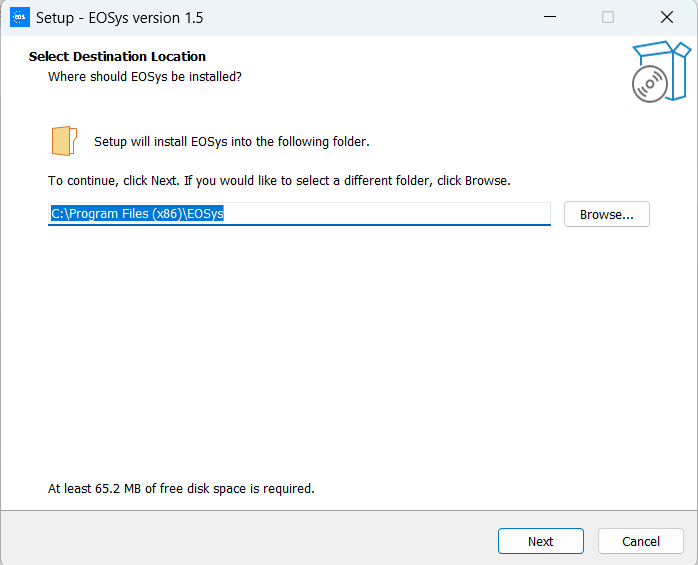 EOS
Setup - EOSys version 1.5
Select Destination Location
Where should EOSys be installed?
Setup will install EOSys into the following folder.
To continue, click Next. If you would like to select a different folder, click Browse.
C:\Program Files (x86)\EOSys
Browse...
At least 65.2 MB of free disk space is required.
Next
Cancel